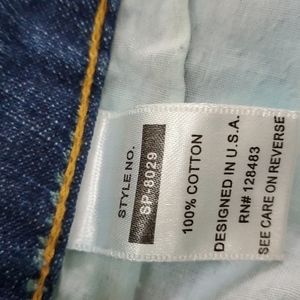 STYLE NO.
SP-8029
100% COTTON
DESIGNED IN U.S.A.
RN# 128483
SEE CARE ON REVERSE